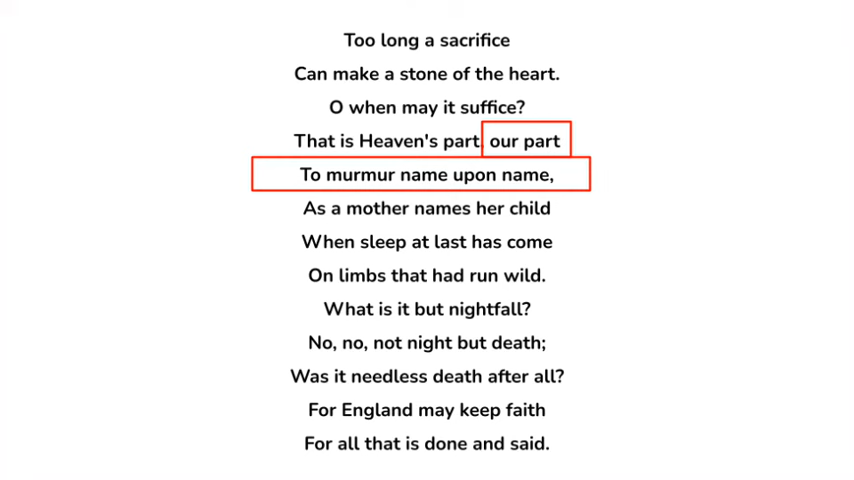 Too long a sacrifice
Can make a stone of the heart.
O when may it suffice?
That is Heaven's part, our part
To murmur name upon name,
As a mother names her child
When sleep at last has come
On limbs that had run wild.
What is it but nightfall?
No, no, not night but death;
Was it needless death after all?
For England may keep faith
For all that is done and said.